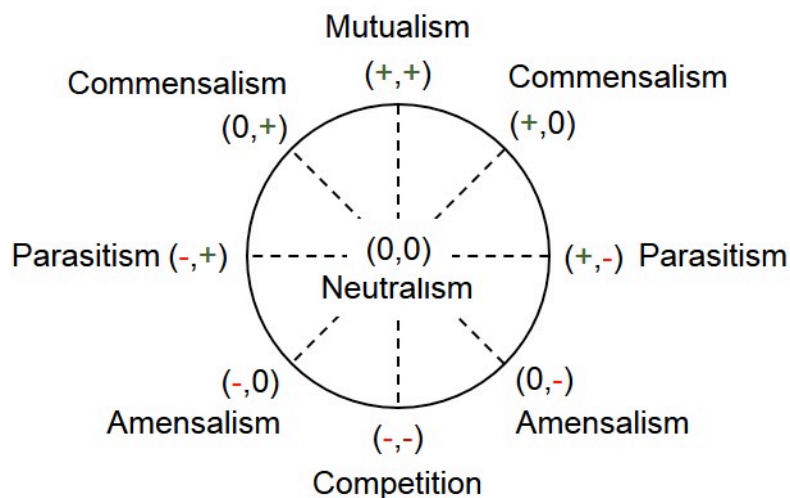 Mutualism
(+,+)
Commensalism
(0,+)
Commensalism
(+,0)
Parasitism (-,+)
(0,0)
Neutralism
(+,-) Parasitism
(-,0)
Amensalism
(0,-)
Amensalism
(-,-)
Competition